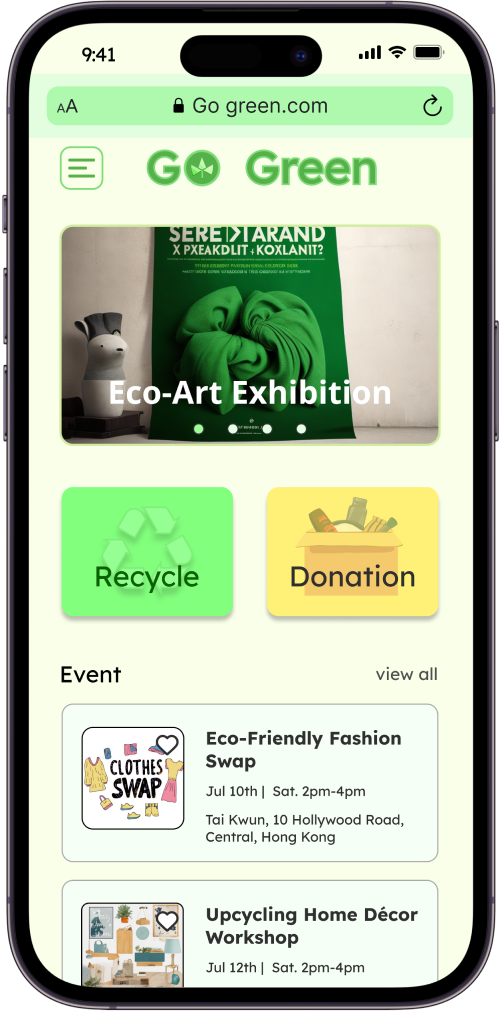 9:41
AA Go green.com
GO Green
SERE
ARAND
X PXEAKDLIT + KOXLANIT?
Eco-Art Exhibition
Recycle
Donation
Event
view all
CLOTHES
SWAP
Eco-Friendly Fashion
Swap
Jul 10th | Sat. 2pm-4pm
Tai Kwun, 10 Hollywood Road,
Central, Hong Kong
Upcycling Home Décor
Workshop
Jul 12th | Sat. 2pm-4pm